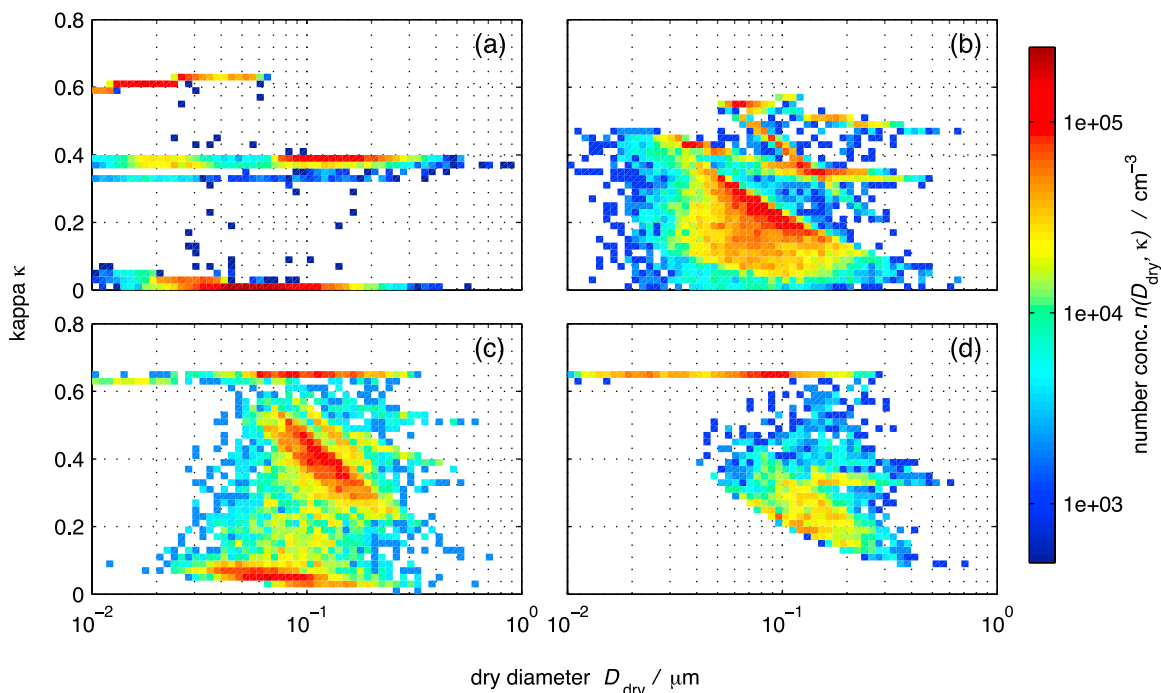 0.8
0.6
0.4
0.2
0
(a)
(b)
0.8
0.6
0.4
0.2
0
(c)
(d)
10⁻² 10⁻¹ 10⁰
10⁻² 10⁻¹ 10⁰
kappa κ
dry diameter D_dry / μm
1e+05
1e+04
1e+03
number conc. n(D_dry, κ) / cm⁻³